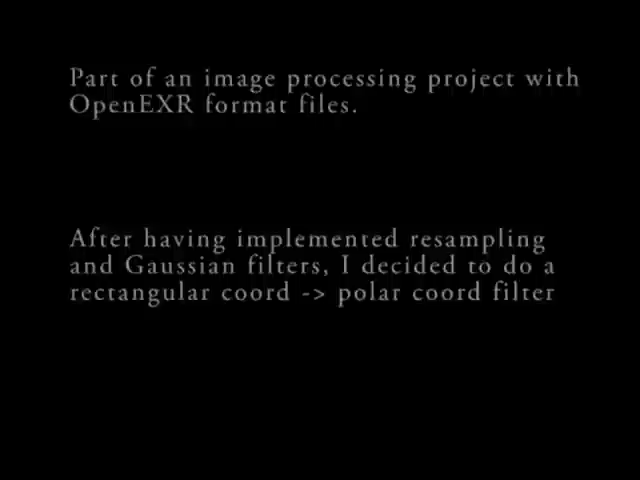 Part of an image processing project with
OpenEXR format files.
After having implemented resampling
and Gaussian filters, I decided to do a
rectangular coord -> polar coord filter